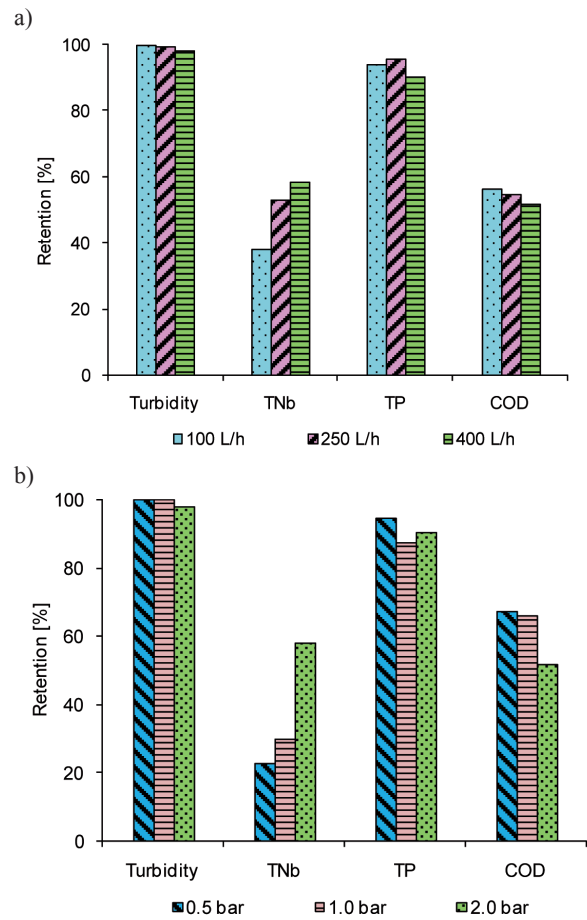 a)
100
80
60
40
20
0
Retention [%]
Turbidity TNb TP COD
100 L/h 250 L/h 400 L/h
b)
100
80
60
40
20
0
Retention [%]
Turbidity TNb TP COD
0.5 bar 1.0 bar 2.0 bar